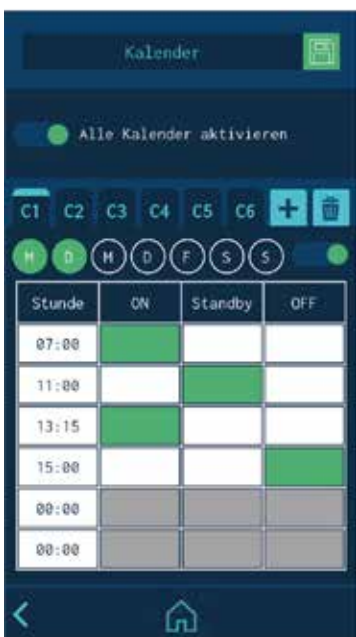 Kalender
Alle Kalender aktivieren
C1 C2 C3 C4 C5 C6 +
M D M D F S S
Stunde ON Standby OFF
07:00
11:00
13:15
15:00
00:00
00:00